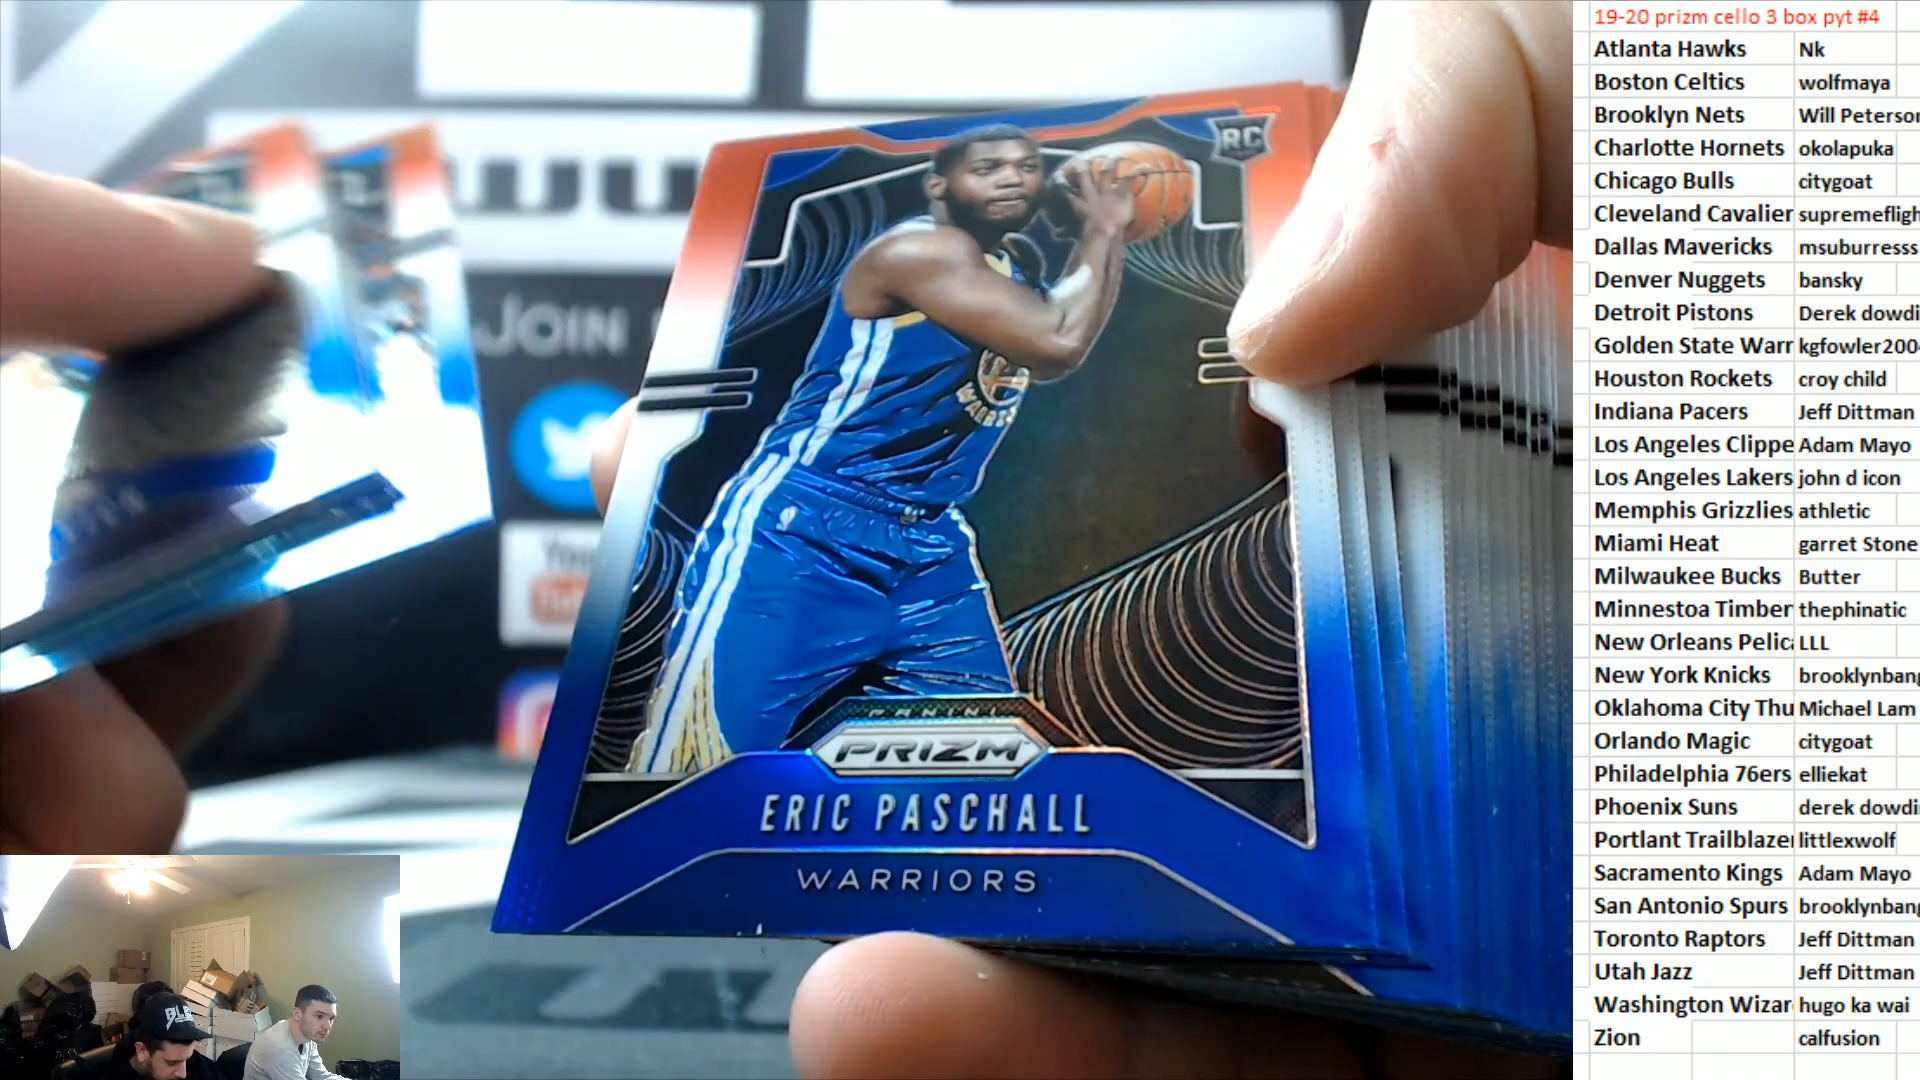 19-20 prizm cello 3 box pyt #4
Atlanta Hawks Nk
Boston Celtics wolfmaya
Brooklyn Nets Will Peterson
Charlotte Hornets okolapuka
Chicago Bulls citygoat
Cleveland Cavalier supremefligh
Dallas Mavericks msuburresss
Denver Nuggets bansky
Detroit Pistons Derek dowdi
Golden State Warr kgfowler200
Houston Rockets croy child
Indiana Pacers Jeff Dittman
Los Angeles Clippe Adam Mayo
Los Angeles Lakers john d icon
Memphis Grizzlies athletic
Miami Heat garret Stone
Milwaukee Bucks Butter
Minnestoa Timber thephinatic
New Orleans Pelic LLL
New York Knicks brooklynbang
Oklahoma City Thu Michael Lam
Orlando Magic citygoat
Philadelphia 76ers elliekat
Phoenix Suns derek dowdi
Portlant Trailblazer littlexwolf
Sacramento Kings Adam Mayo
San Antonio Spurs brooklynbang
Toronto Raptors Jeff Dittman
Utah Jazz Jeff Dittman
Washington Wizar hugo ka wai
Zion calfusion
RC
JOIN
You
WARRIORS
PANINI
PRIZM
ERIC PASCHALL
WARRIORS